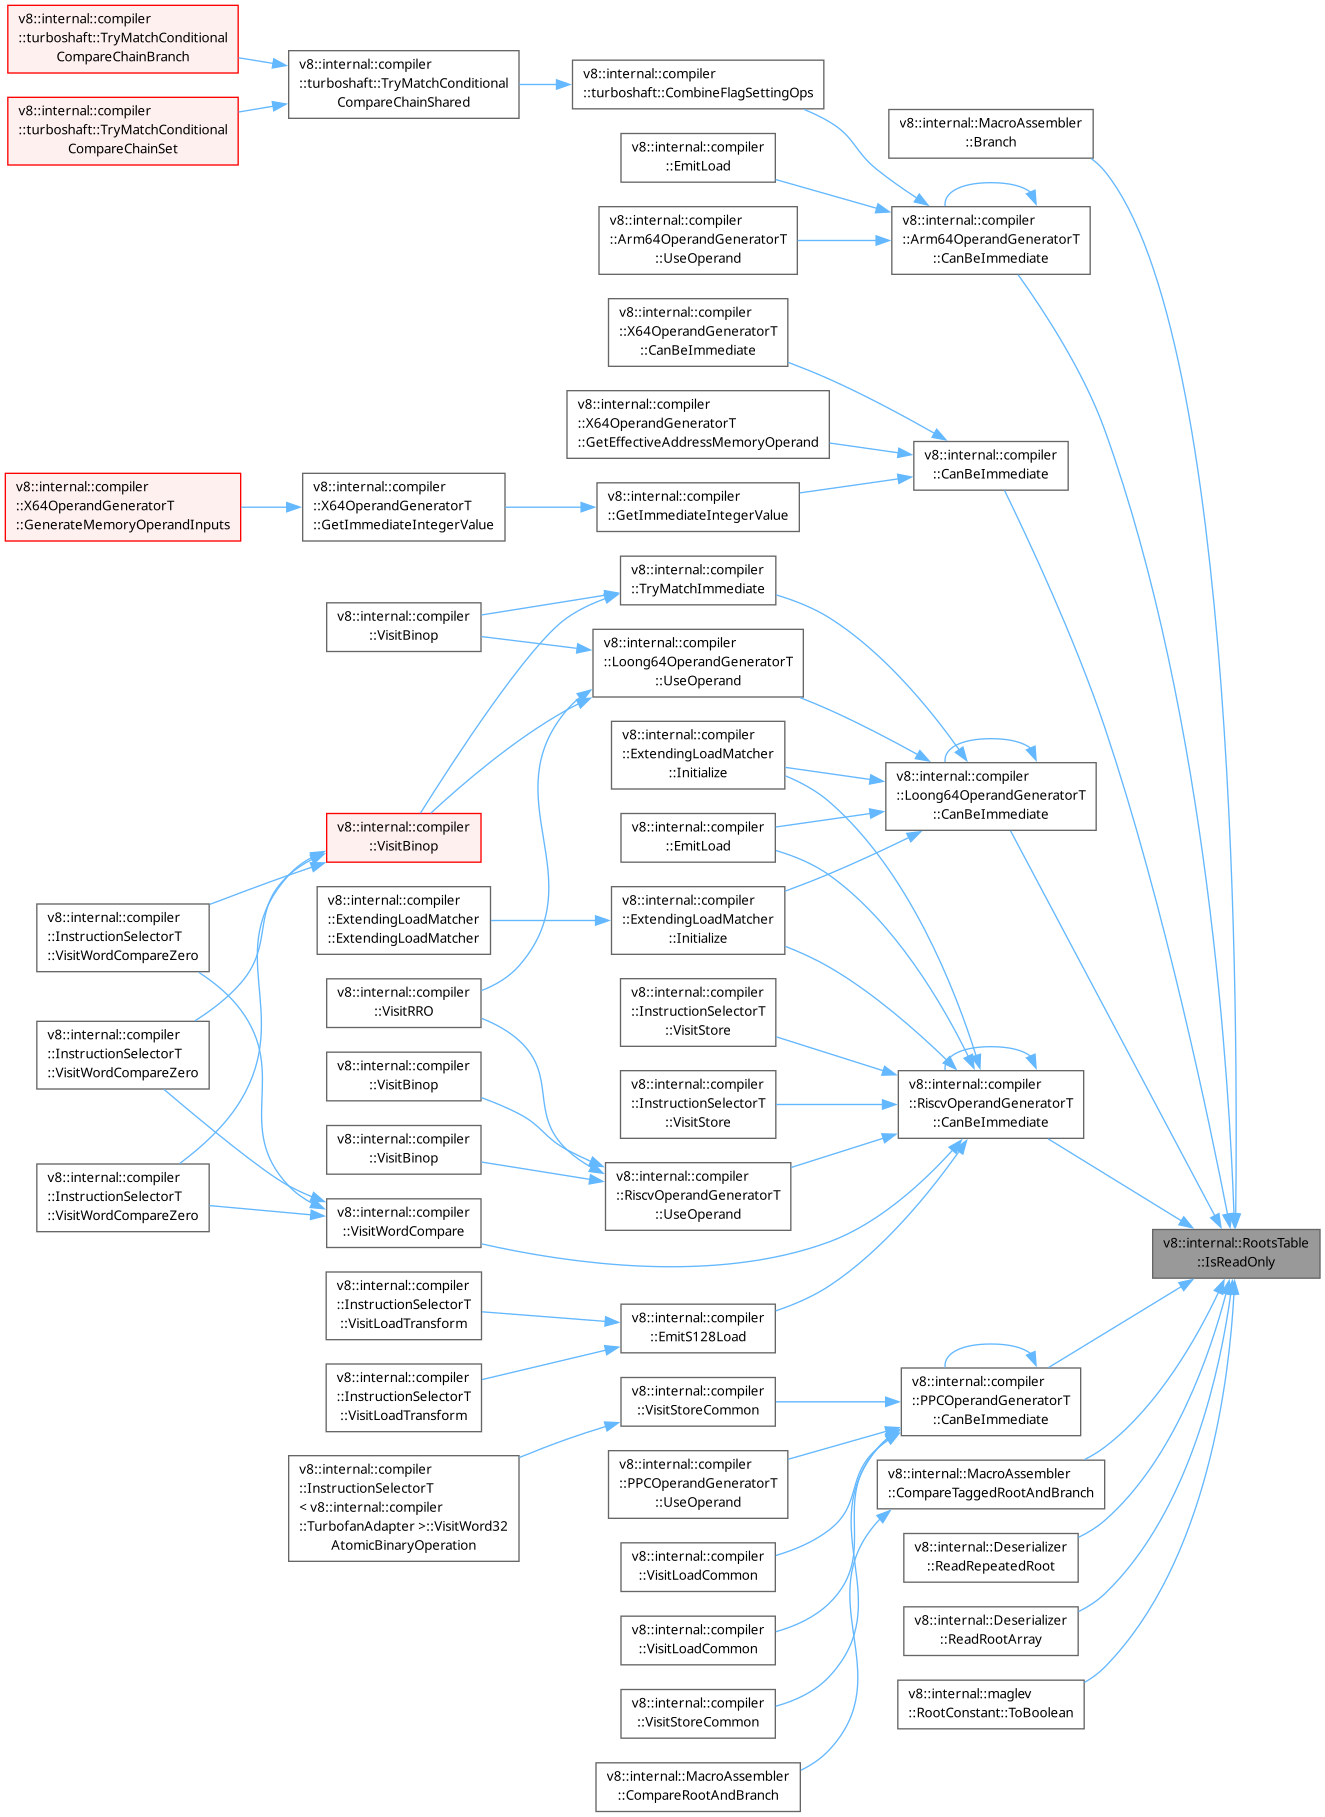 v8::internal::compiler
::turboshaft::TryMatchConditional
CompareChainBranch
v8::internal::compiler
::turboshaft::TryMatchConditional
CompareChainSet
v8::internal::compiler
::X64OperandGeneratorT
::GenerateMemoryOperandInputs
v8::internal::compiler
::InstructionSelectorT
::VisitWordCompareZero
v8::internal::compiler
::InstructionSelectorT
::VisitWordCompareZero
v8::internal::compiler
::InstructionSelectorT
::VisitWordCompareZero
v8::internal::compiler
::turboshaft::TryMatchConditional
CompareChainShared
v8::internal::compiler
::X64OperandGeneratorT
::GetImmediateIntegerValue
v8::internal::compiler
::VisitBinop
v8::internal::compiler
::VisitBinop
v8::internal::compiler
::ExtendingLoadMatcher
::ExtendingLoadMatcher
v8::internal::compiler
::VisitRRO
v8::internal::compiler
::VisitBinop
v8::internal::compiler
::VisitBinop
v8::internal::compiler
::VisitWordCompare
v8::internal::compiler
::InstructionSelectorT
::VisitLoadTransform
v8::internal::compiler
::InstructionSelectorT
::VisitLoadTransform
v8::internal::compiler
::InstructionSelectorT
< v8::internal::compiler
::TurbofanAdapter >::VisitWord32
AtomicBinaryOperation
v8::internal::compiler
::turboshaft::CombineFlagSettingOps
v8::internal::compiler
::EmitLoad
v8::internal::compiler
::Arm64OperandGeneratorT
::UseOperand
v8::internal::compiler
::X64OperandGeneratorT
::CanBeImmediate
v8::internal::compiler
::X64OperandGeneratorT
::GetEffectiveAddressMemoryOperand
v8::internal::compiler
::GetImmediateIntegerValue
v8::internal::compiler
::TryMatchImmediate
v8::internal::compiler
::Loong64OperandGeneratorT
::UseOperand
v8::internal::compiler
::ExtendingLoadMatcher
::Initialize
v8::internal::compiler
::EmitLoad
v8::internal::compiler
::ExtendingLoadMatcher
::Initialize
v8::internal::compiler
::InstructionSelectorT
::VisitStore
v8::internal::compiler
::InstructionSelectorT
::VisitStore
v8::internal::compiler
::RiscvOperandGeneratorT
::UseOperand
v8::internal::compiler
::EmitS128Load
v8::internal::compiler
::VisitStoreCommon
v8::internal::compiler
::PPCOperandGeneratorT
::UseOperand
v8::internal::compiler
::VisitLoadCommon
v8::internal::compiler
::VisitLoadCommon
v8::internal::compiler
::VisitStoreCommon
v8::internal::MacroAssembler
::CompareRootAndBranch
v8::internal::MacroAssembler
::Branch
v8::internal::compiler
::Arm64OperandGeneratorT
::CanBeImmediate
v8::internal::compiler
::CanBeImmediate
v8::internal::compiler
::Loong64OperandGeneratorT
::CanBeImmediate
v8::internal::compiler
::RiscvOperandGeneratorT
::CanBeImmediate
v8::internal::compiler
::PPCOperandGeneratorT
::CanBeImmediate
v8::internal::MacroAssembler
::CompareTaggedRootAndBranch
v8::internal::Deserializer
::ReadRepeatedRoot
v8::internal::Deserializer
::ReadRootArray
v8::internal::maglev
::RootConstant::ToBoolean
v8::internal::RootsTable
::IsReadOnly